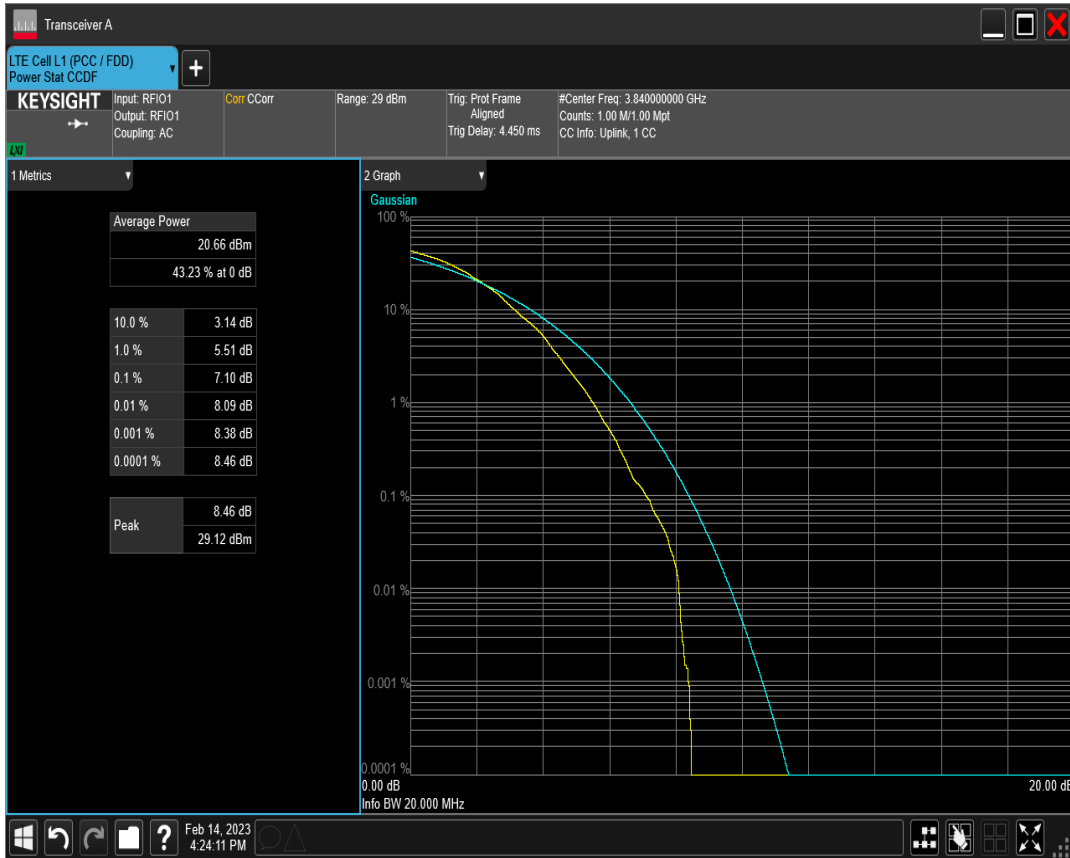 Transceiver A
LTE Cell L1 (PCC / FDD)
Power Stat CCDF
+
KEYSIGHT
LXI
Input: RFIO1
Output: RFIO1
Coupling: AC
Corr CCorr
Range: 29 dBm
Trig: Prot Frame
Aligned
Trig Delay: 4.450 ms
#Center Freq: 3.840000000 GHz
Counts: 1.00 M/1.00 Mpt
CC Info: Uplink, 1 CC
1 Metrics
Average Power
20.66 dBm
43.23 % at 0 dB
10.0 % 3.14 dB
1.0 % 5.51 dB
0.1 % 7.10 dB
0.01 % 8.09 dB
0.001 % 8.38 dB
0.0001 % 8.46 dB
Peak
8.46 dB
29.12 dBm
2 Graph
Gaussian
100 %
10 %
1 %
0.1 %
0.01 %
0.001 %
0.0001 %
0.00 dB 20.00 dB
Info BW 20.000 MHz
?
Feb 14, 2023
4:24:11 PM